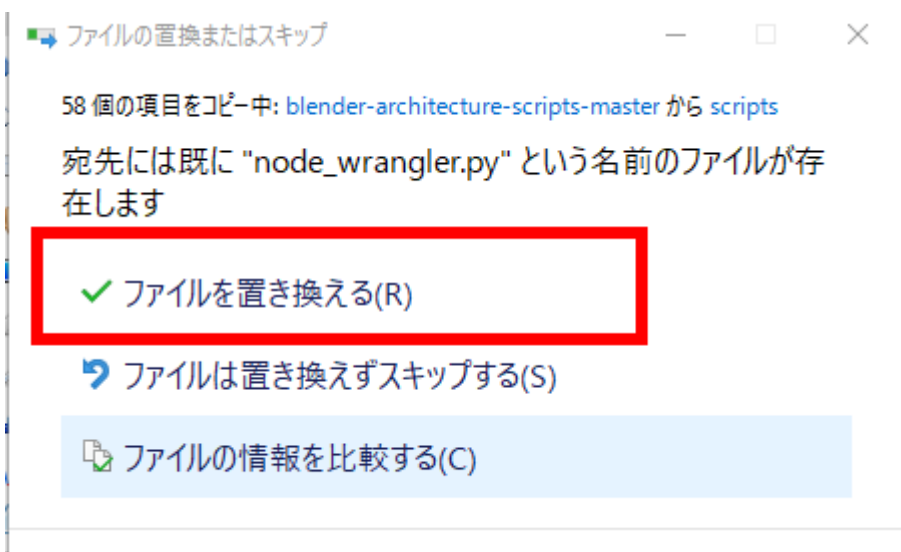 ファイルの置換またはスキップ
58 個の項目をコピー中: blender-architecture-scripts-master から scripts
宛先には既に "node_wrangler.py" という名前のファイルが存
在します
ファイルを置き換える(R)
ファイルは置き換えずスキップする(S)
ファイルの情報を比較する(C)